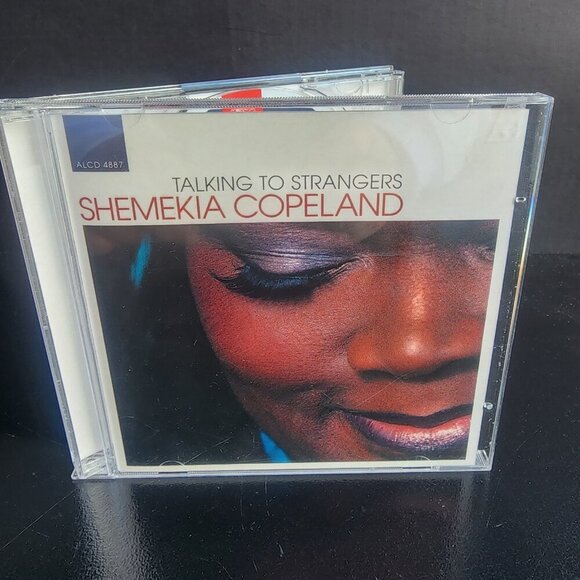 ALCD 4887
TALKING TO STRANGERS
SHEMEKIA COPELAND